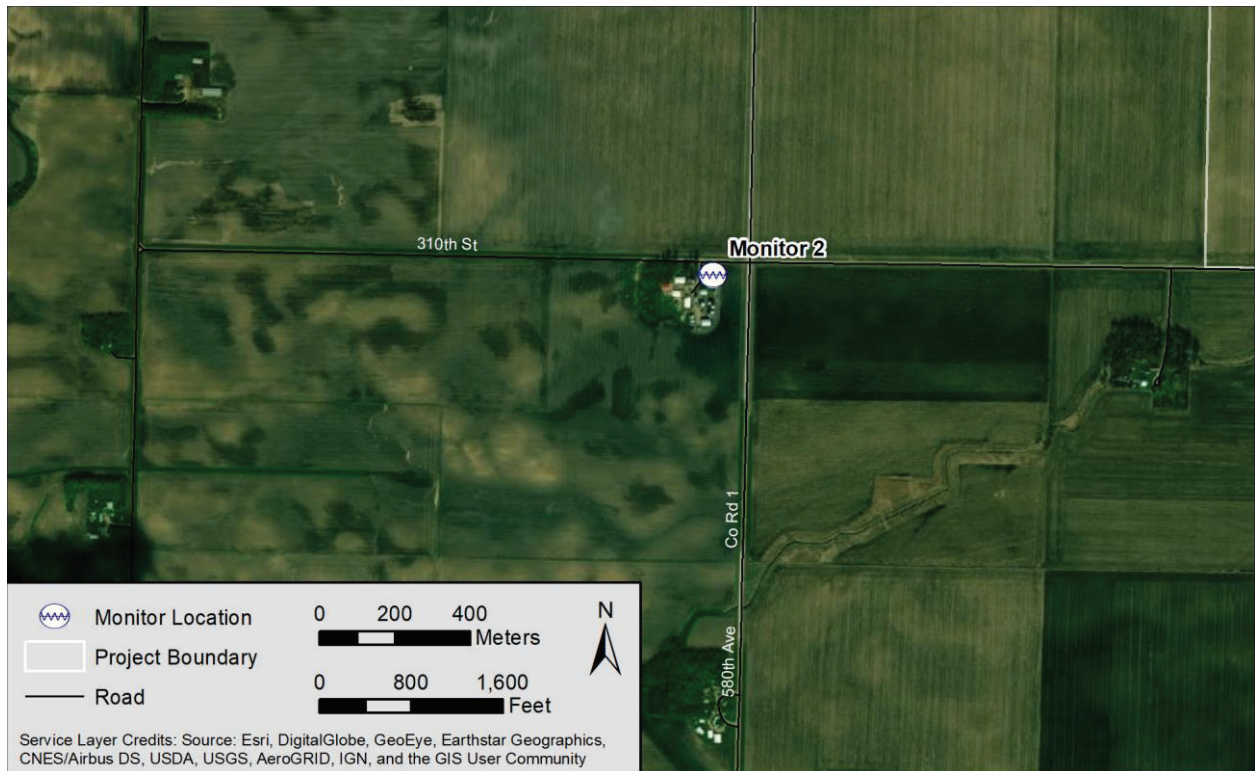 310th St
Monitor 2
Co Rd 1
580th Ave
Monitor Location
Project Boundary
Road
0 200 400
Meters
0 800 1,600
Feet
N
Service Layer Credits: Source: Esri, DigitalGlobe, GeoEye, Earthstar Geographics,
CNES/Airbus DS, USDA, USGS, AeroGRID, IGN, and the GIS User Community